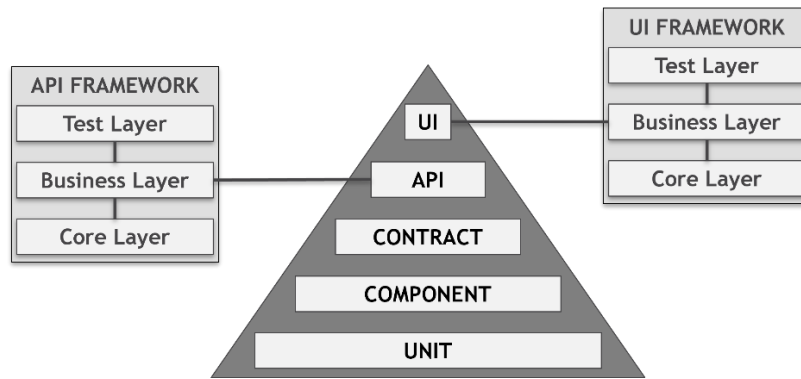 API FRAMEWORK
Test Layer
Business Layer
Core Layer
UI
API
CONTRACT
COMPONENT
UNIT
UI FRAMEWORK
Test Layer
Business Layer
Core Layer